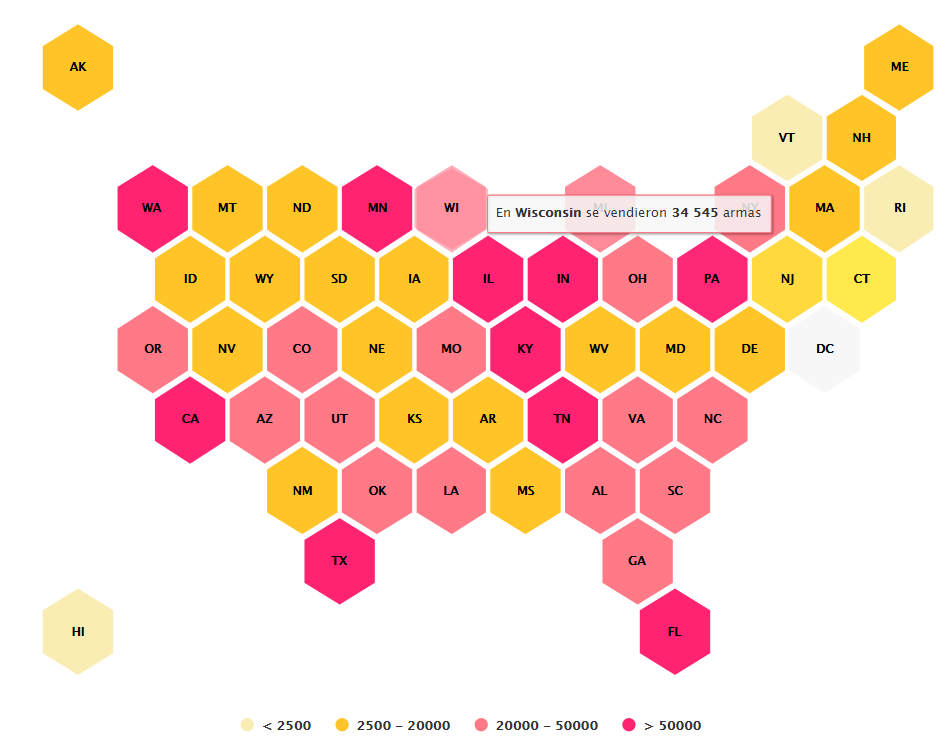 AK
ME
VT
NH
WA
MT
ND
MN
WI
MI
NY
MA
RI
En Wisconsin se vendieron 34 545 armas
ID
WY
SD
IA
IL
IN
OH
PA
NJ
CT
OR
NV
CO
NE
MO
KY
WV
MD
DE
DC
CA
AZ
UT
KS
AR
TN
VA
NC
NM
OK
LA
MS
AL
SC
TX
GA
HI
FL
< 2500
2500 – 20000
20000 – 50000
> 50000